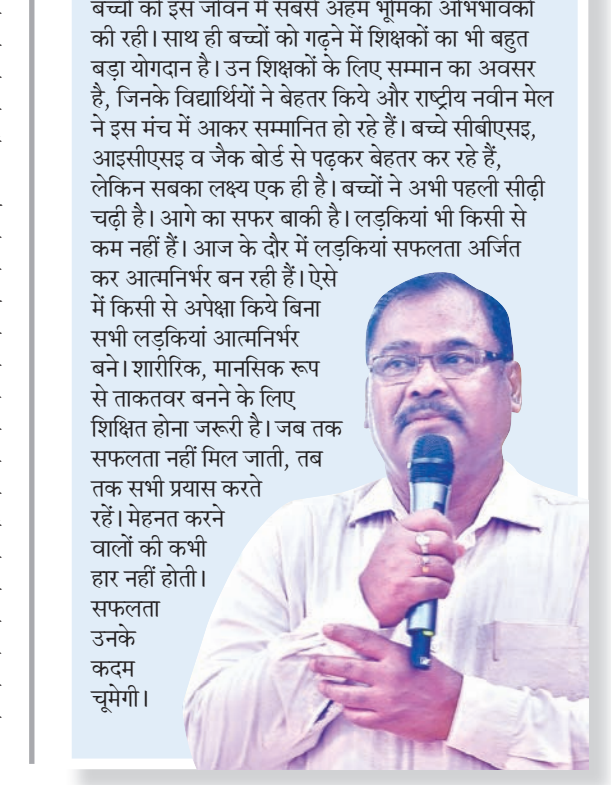 बच्चों को इस जीवन में सबसे अहम भूमिका अभिभावकों
की रही। साथ ही बच्चों को गढ़ने में शिक्षकों का भी बहुत
बड़ा योगदान है। उन शिक्षकों के लिए सम्मान का अवसर
है, जिनके विद्यार्थियों ने बेहतर किये और राष्ट्रीय नवीन मेल
ने इस मंच में आकर सम्मानित हो रहे हैं। बच्चे सीबीएसइ,
आइसीएसइ व जैक बोर्ड से पढ़कर बेहतर कर रहे हैं,
लेकिन सबका लक्ष्य एक ही है। बच्चों ने अभी पहली सीढ़ी
चढ़ी है। आगे का सफर बाकी है। लड़कियां भी किसी से
कम नहीं हैं। आज के दौर में लड़कियां सफलता अर्जित
कर आत्मनिर्भर बन रही हैं। ऐसे
में किसी से अपेक्षा किये बिना
सभी लड़कियां आत्मनिर्भर
बने। शारीरिक, मानसिक रूप
से ताकतवर बनने के लिए
शिक्षित होना जरूरी है। जब तक
सफलता नहीं मिल जाती, तब
तक सभी प्रयास करते
रहें। मेहनत करने
वालों की कभी
हार नहीं होती।
सफलता
उनके
कदम
चूमेगी।